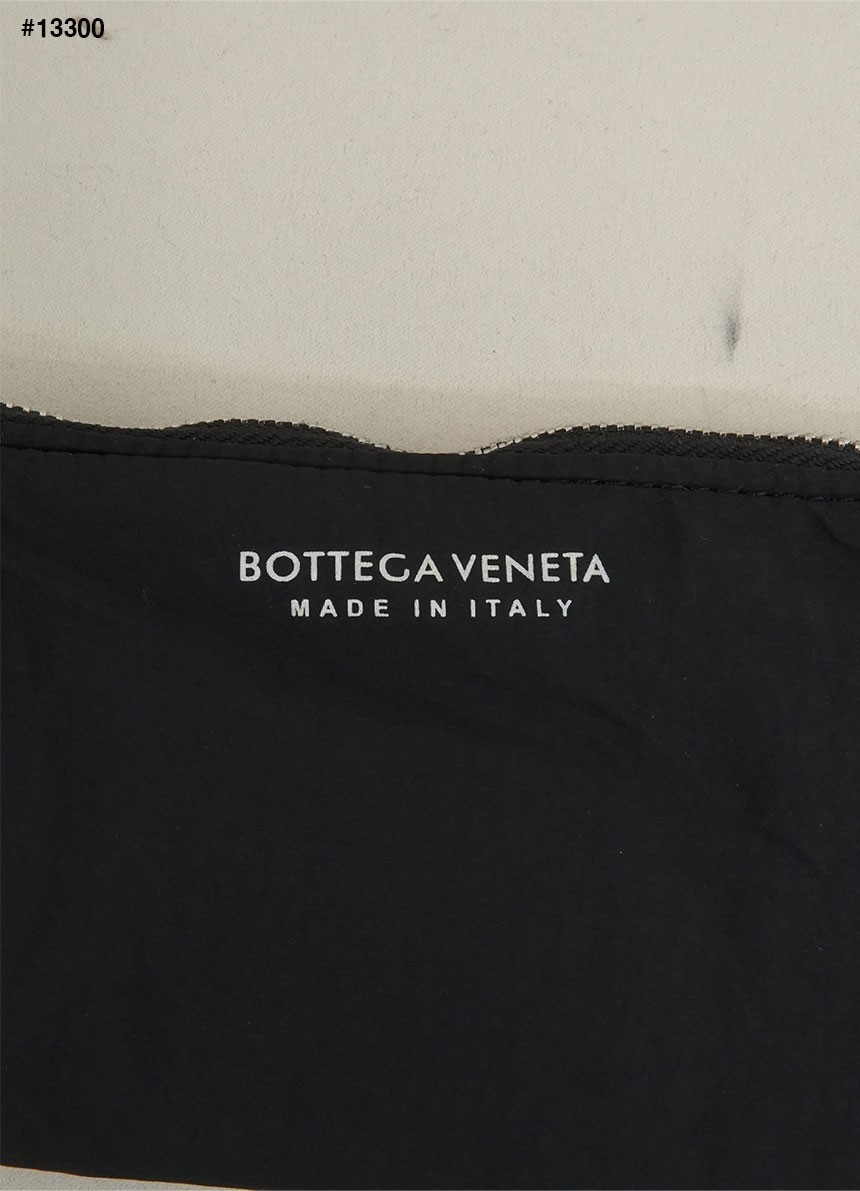 #13300
BOTTEGA VENETA
MADE IN ITALY